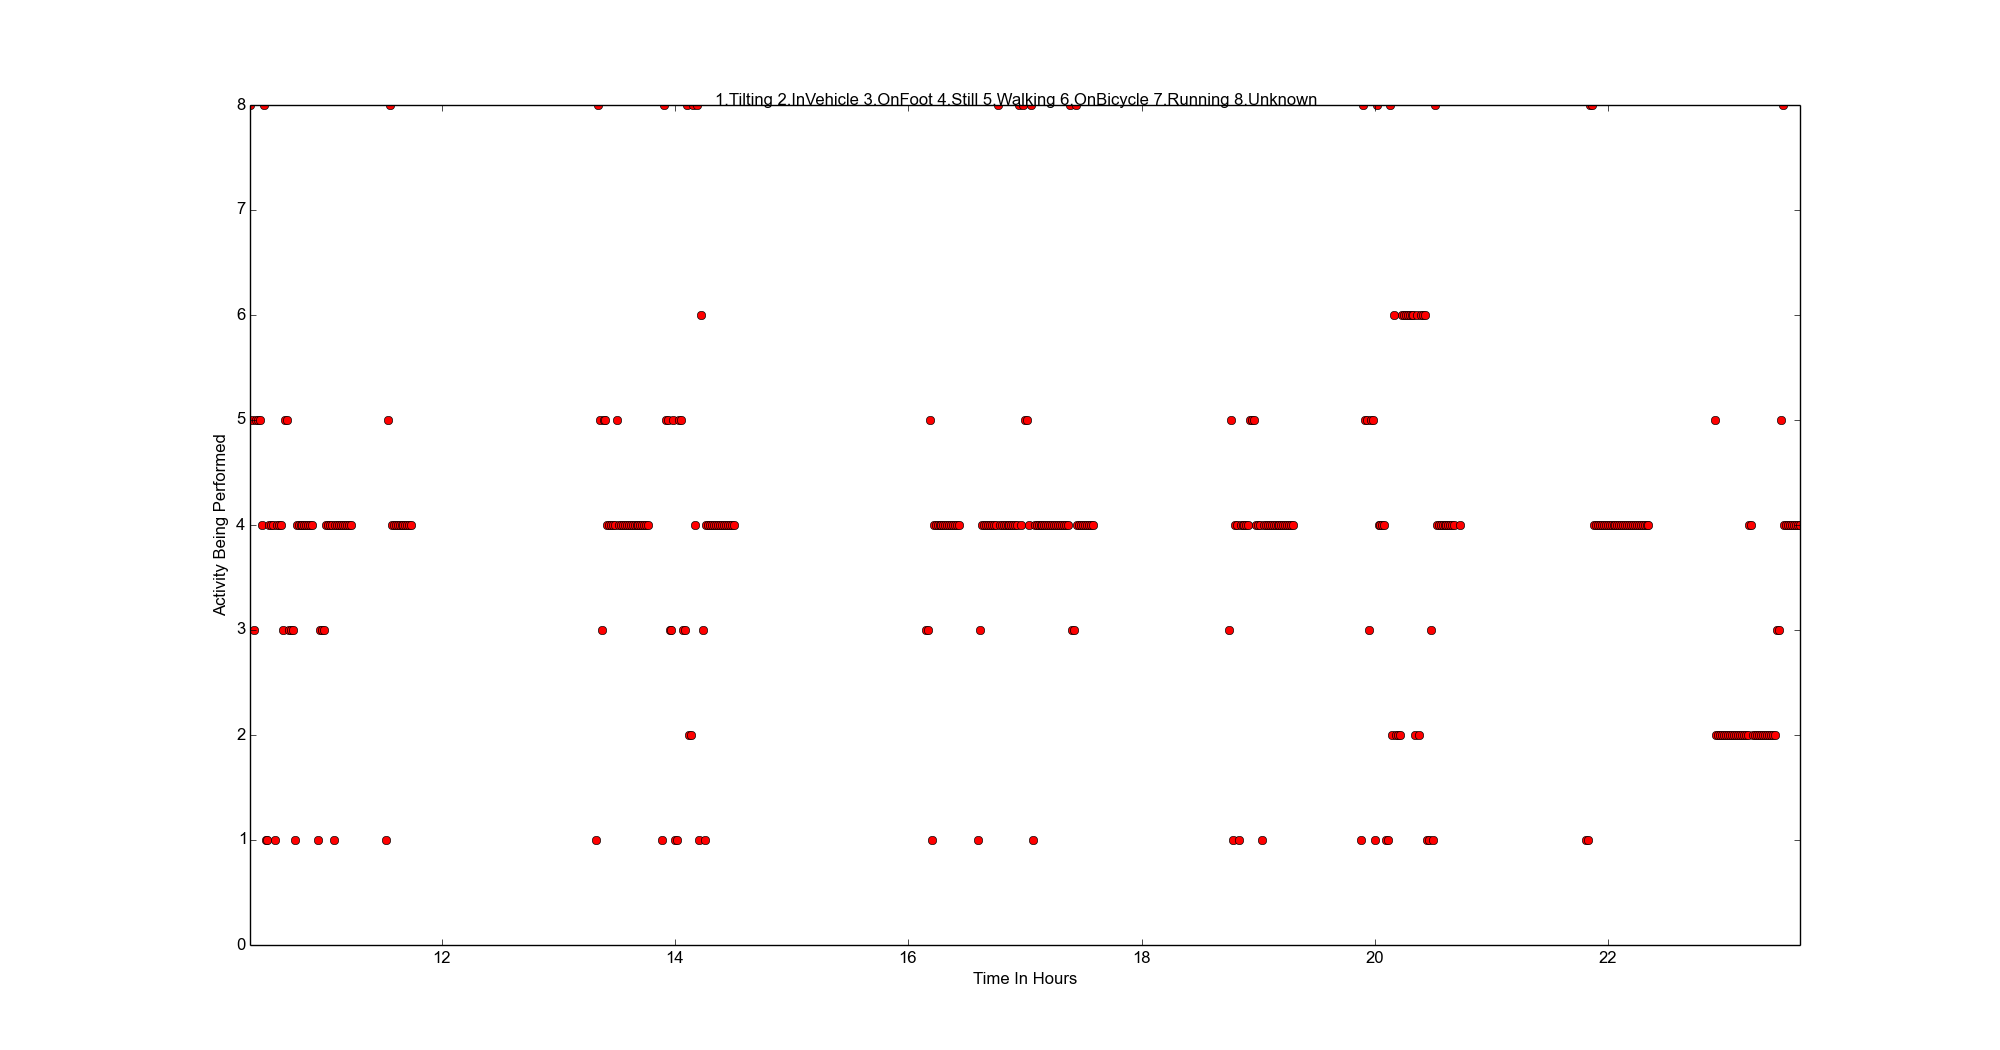 1.Tilting 2.InVehicle 3.OnFoot 4.Still 5.Walking 6.OnBicycle 7.Running 8.Unknown
8
7
6
5
4
3
2
1
0
Activity Being Performed
12 14 16 18 20 22
Time In Hours